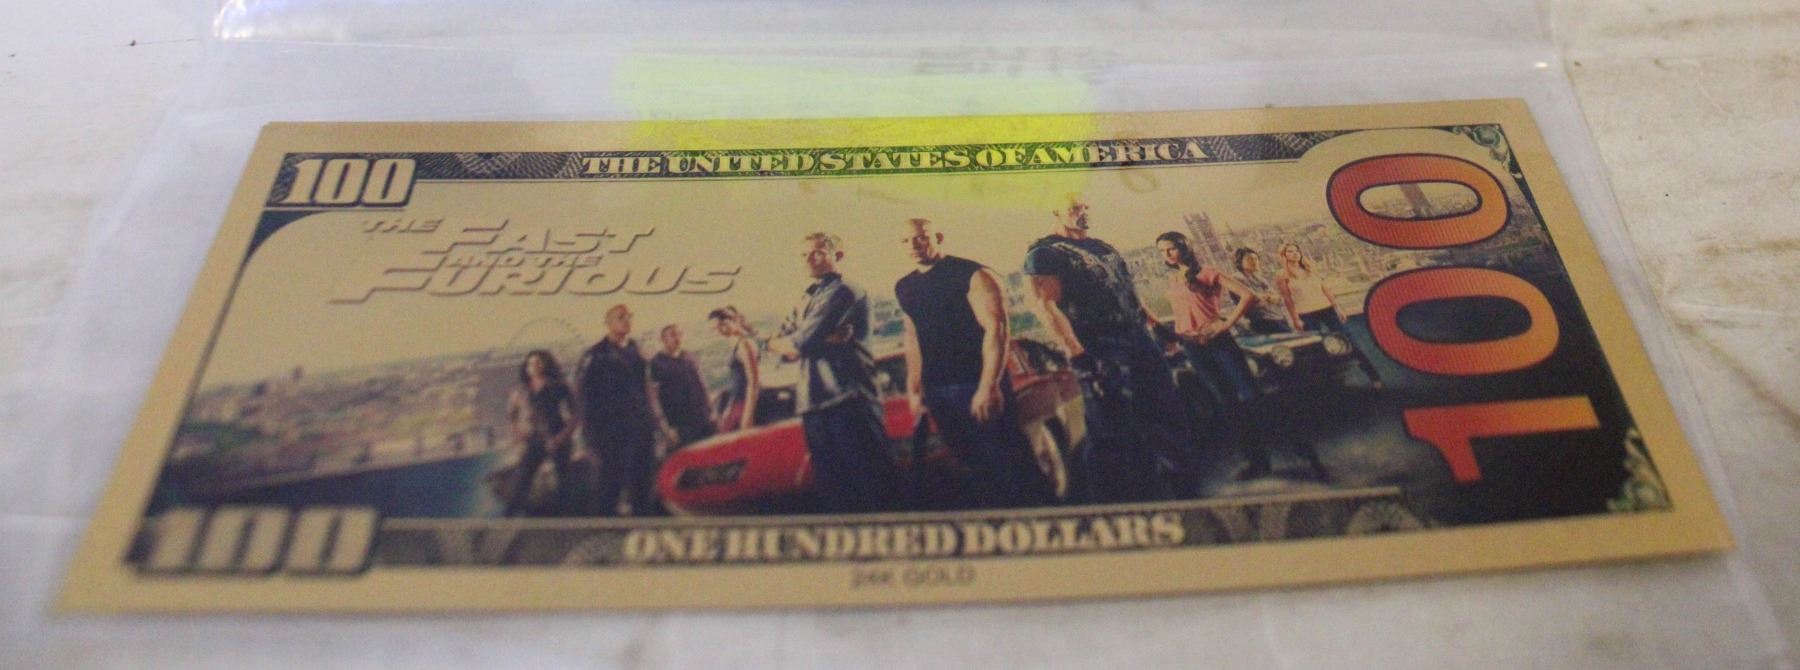 100
THE UNITED STATES OF AMERICA
100
THE FAST
AND THE
FURIOUS
100
ONE HUNDRED DOLLARS
24K GOLD